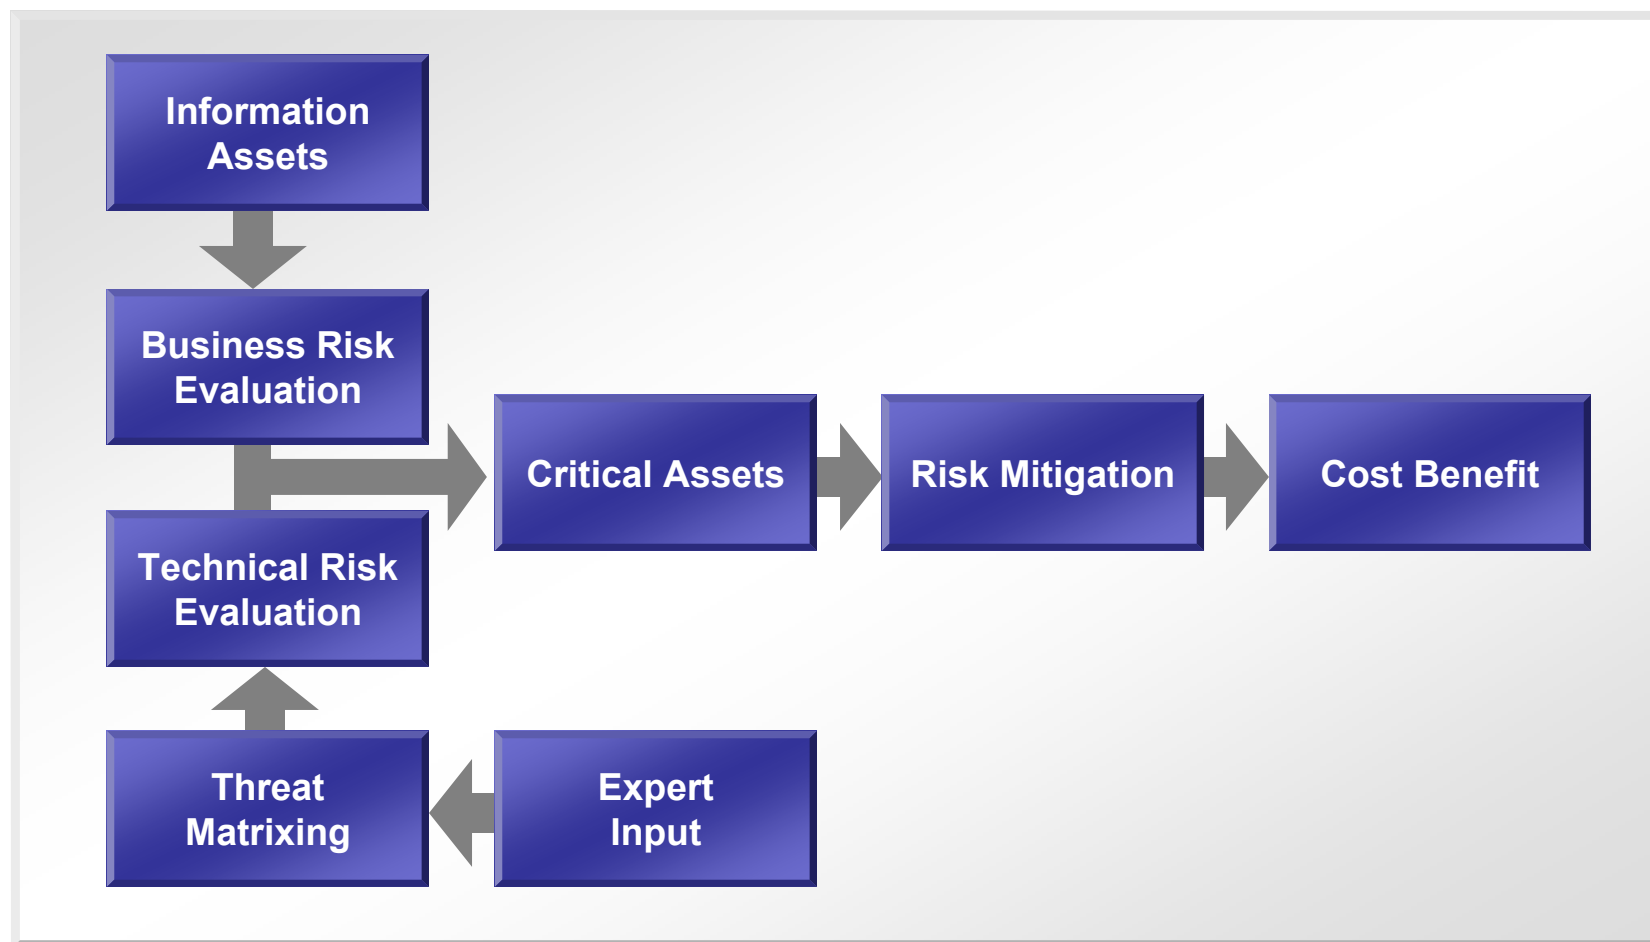 Information
Assets
Business Risk
Evaluation
Critical Assets
Risk Mitigation
Cost Benefit
Technical Risk
Evaluation
Threat
Matrixing
Expert
Input